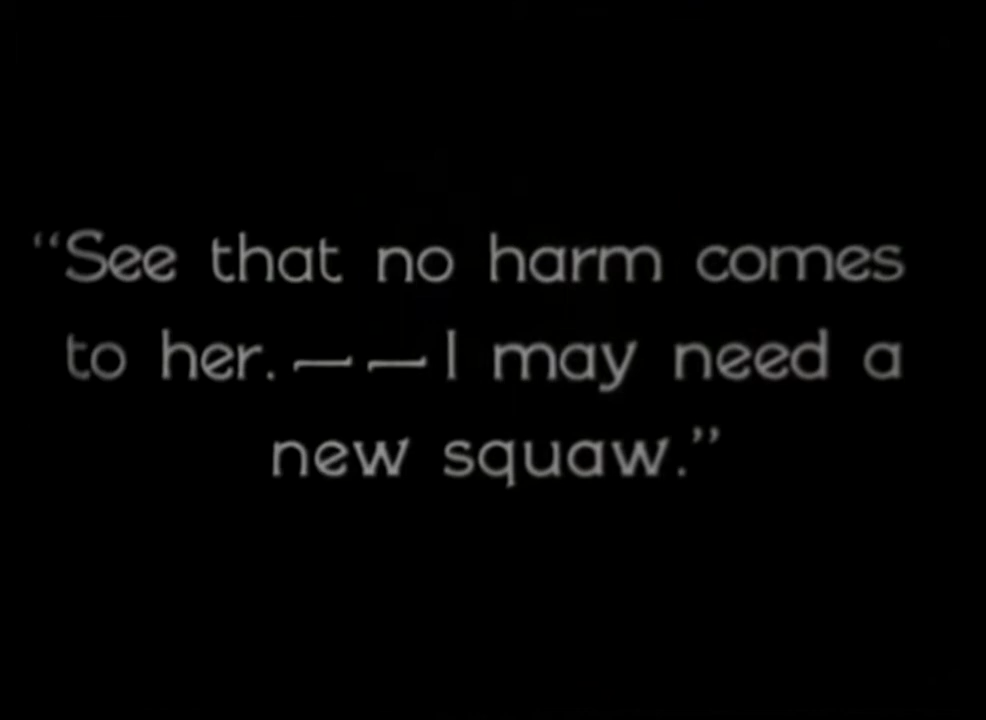 “See that no harm comes
to her. — — I may need a
new squaw.”